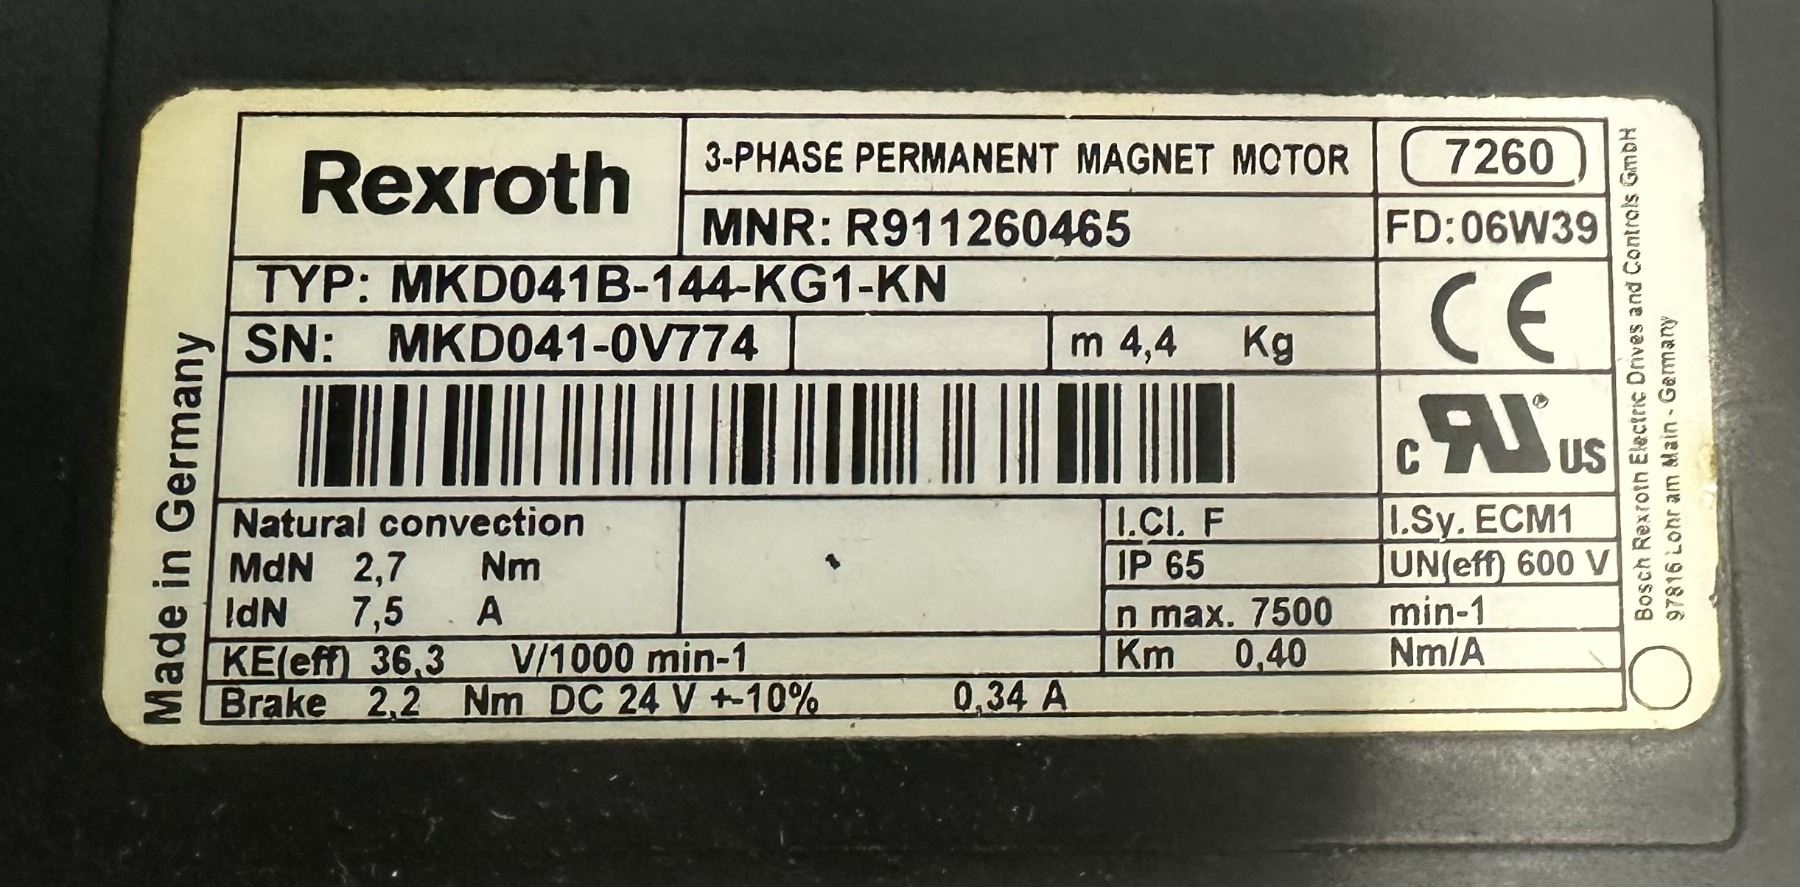 Rexroth
3-PHASE PERMANENT MAGNET MOTOR
7260
MNR: R911260465
FD: 06W39
TYP: MKD041B-144-KG1-KN
CE
SN: MKD041-0V774
m 4,4 Kg
c RU® US
Natural convection
I.Cl. F
I.Sy. ECM1
MdN 2,7 Nm
IP 65
UN(eff) 600 V
IdN 7,5 A
n max. 7500 min-1
KE(eff) 36,3 V/1000 min-1
Km 0,40 Nm/A
Brake 2,2 Nm DC 24 V +-10% 0,34 A
Made in Germany
Bosch Rexroth Electric Drives and Controls GmbH
97816 Lohr am Main - Germany